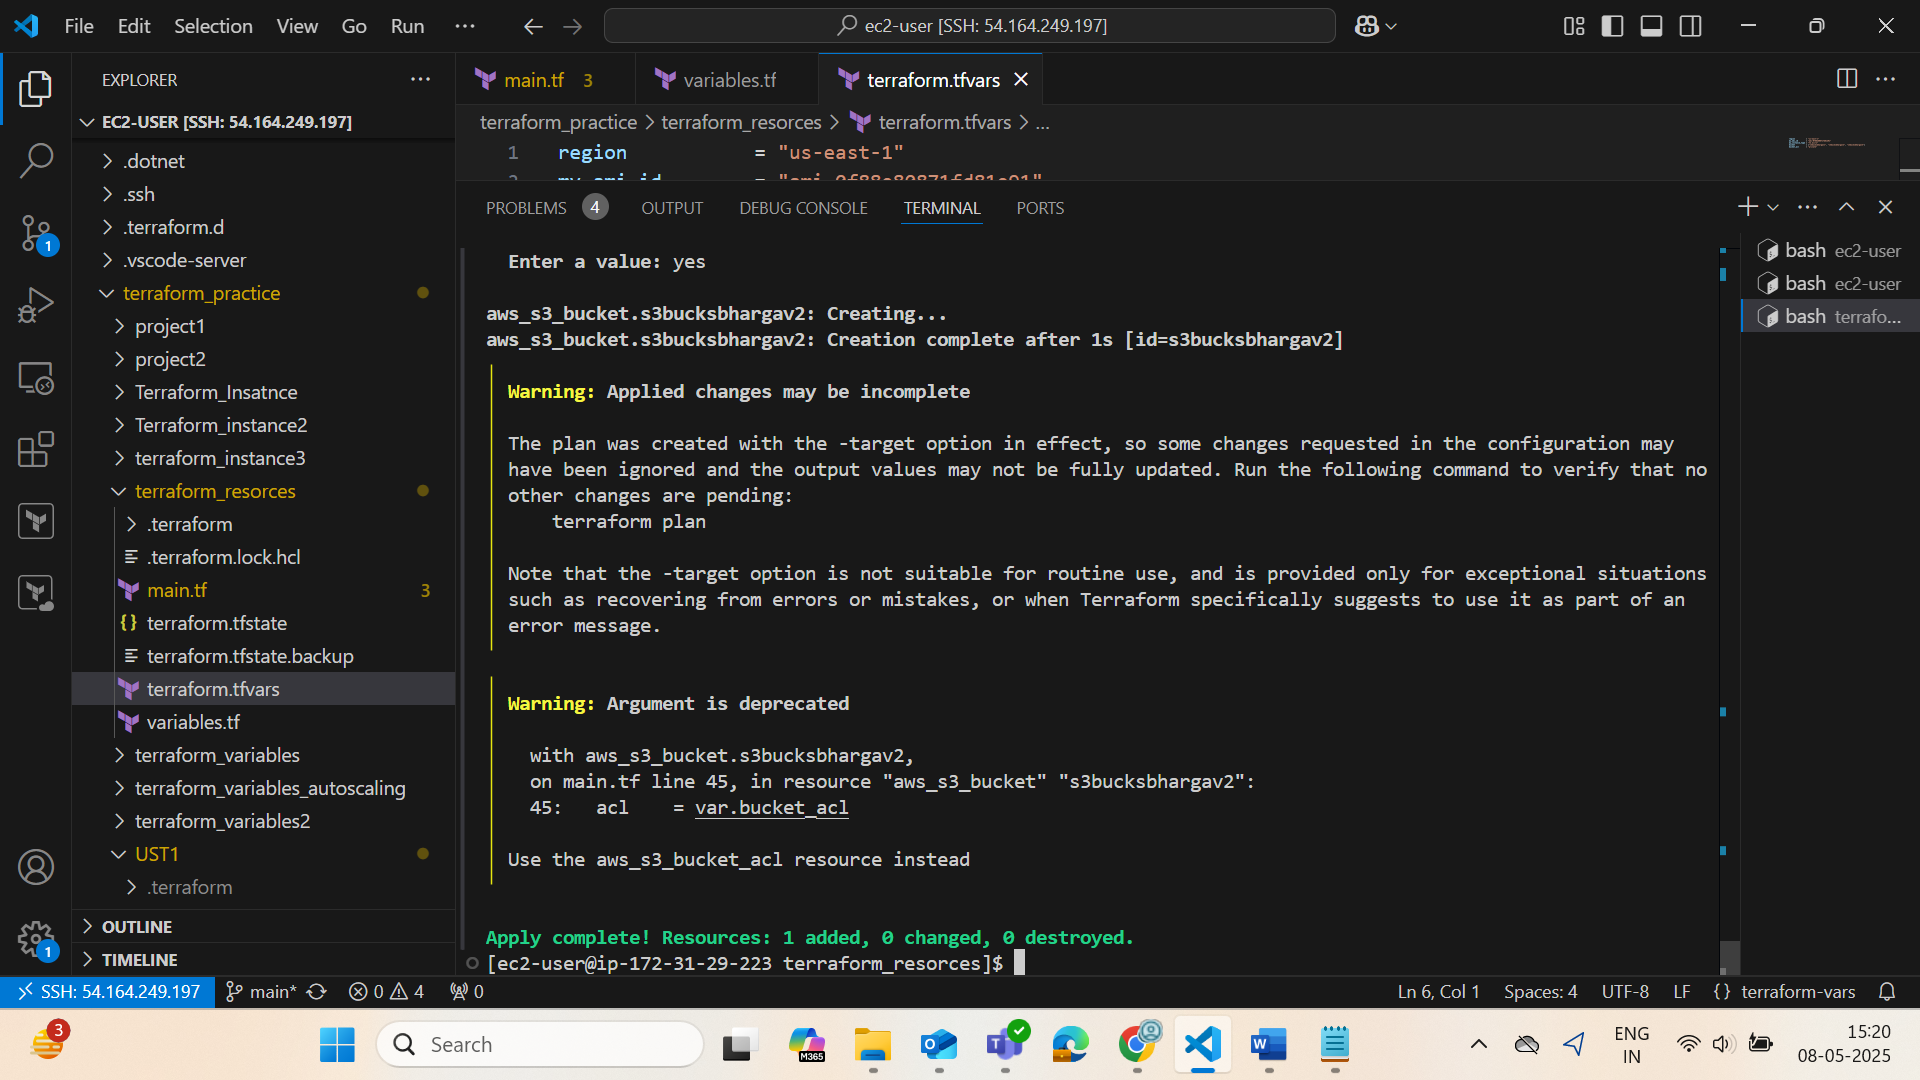 File Edit Selection View Go Run ···
ec2-user [SSH: 54.164.249.197]
EXPLORER ···
EC2-USER [SSH: 54.164.249.197]
.dotnet
.ssh
.terraform.d
.vscode-server
terraform_practice
project1
project2
Terraform_Insatnce
Terraform_instance2
terraform_instance3
terraform_resorces
.terraform
.terraform.lock.hcl
main.tf 3
terraform.tfstate
terraform.tfstate.backup
terraform.tfvars
variables.tf
terraform_variables
terraform_variables_autoscaling
terraform_variables2
UST1
.terraform
OUTLINE
TIMELINE
1
1
main.tf 3 variables.tf terraform.tfvars
terraform_practice > terraform_resorces > terraform.tfvars > ...
1 region = "us-east-1"
2 my_ami_id = "ami-0f88e80871fd81e91"
PROBLEMS 4 OUTPUT DEBUG CONSOLE TERMINAL PORTS
bash ec2-user
bash ec2-user
bash terrafo...
Enter a value: yes
aws_s3_bucket.s3bucksbhargav2: Creating...
aws_s3_bucket.s3bucksbhargav2: Creation complete after 1s [id=s3bucksbhargav2]
Warning: Applied changes may be incomplete
The plan was created with the -target option in effect, so some changes requested in the configuration may
have been ignored and the output values may not be fully updated. Run the following command to verify that no
other changes are pending:
terraform plan
Note that the -target option is not suitable for routine use, and is provided only for exceptional situations
such as recovering from errors or mistakes, or when Terraform specifically suggests to use it as part of an
error message.
Warning: Argument is deprecated
with aws_s3_bucket.s3bucksbhargav2,
on main.tf line 45, in resource "aws_s3_bucket" "s3bucksbhargav2":
45: acl = var.bucket_acl
Use the aws_s3_bucket_acl resource instead
Apply complete! Resources: 1 added, 0 changed, 0 destroyed.
[ec2-user@ip-172-31-29-223 terraform_resorces]$
SSH: 54.164.249.197 main* 0 4 0
Ln 6, Col 1 Spaces: 4 UTF-8 LF {} terraform-vars
3
Search
M365
ENG
IN
15:20
08-05-2025